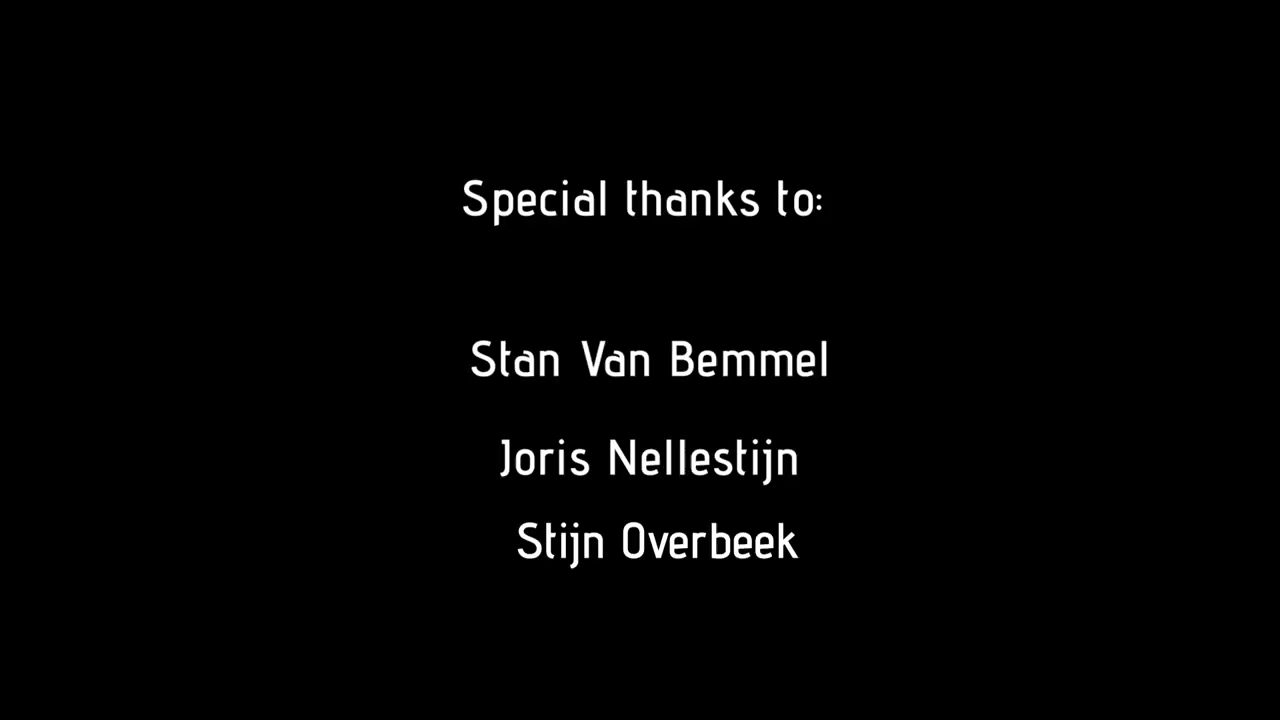 Special thanks to:
Stan Van Bemmel
Joris Nellestijn
Stijn Overbeek